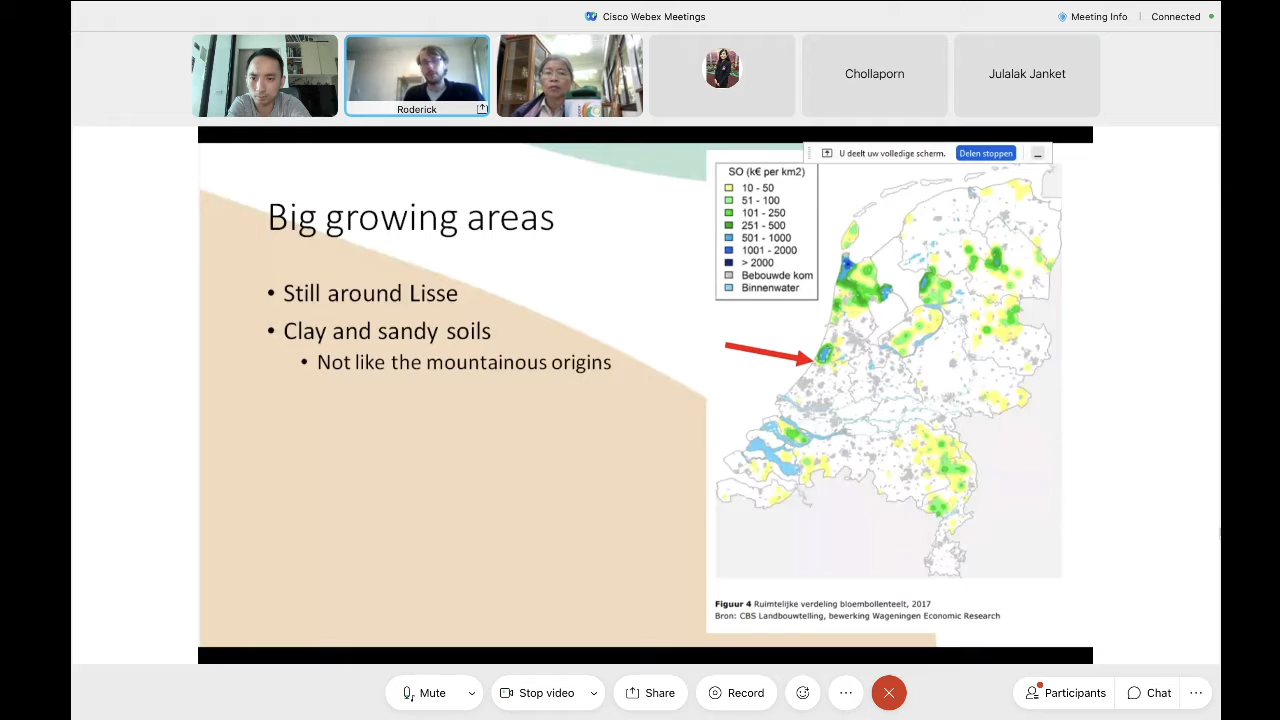 Cisco Webex Meetings
Meeting Info
Connected
Roderick
Chollaporn
Julalak Janket
U deelt uw volledige scherm.
Delen stoppen
Big growing areas
• Still around Lisse
• Clay and sandy soils
• Not like the mountainous origins
SO (k€ per km2)
10 - 50
51 - 100
101 - 250
251 - 500
501 - 1000
1001 - 2000
> 2000
Bebouwde kom
Binnenwater
Figuur 4 Ruimtelijke verdeling bloembollenteelt, 2017
Bron: CBS Landbouwtelling, bewerking Wageningen Economic Research
Mute
Stop video
Share
Record
Participants
Chat